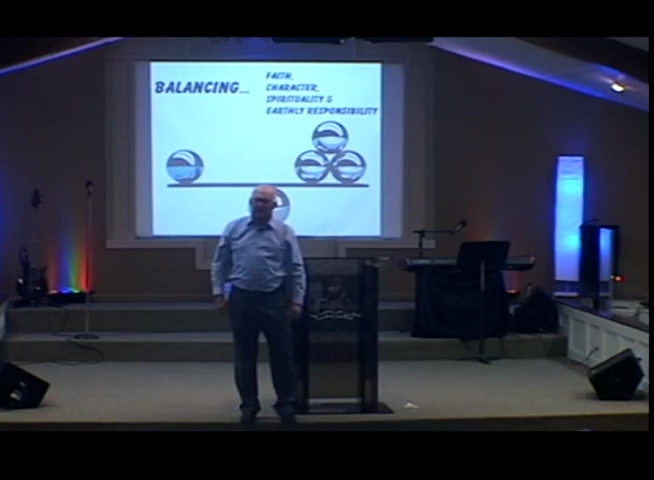 BALANCING...
FAITH,
CHARACTER,
SPIRITUALITY &
EARTHLY RESPONSIBILITY